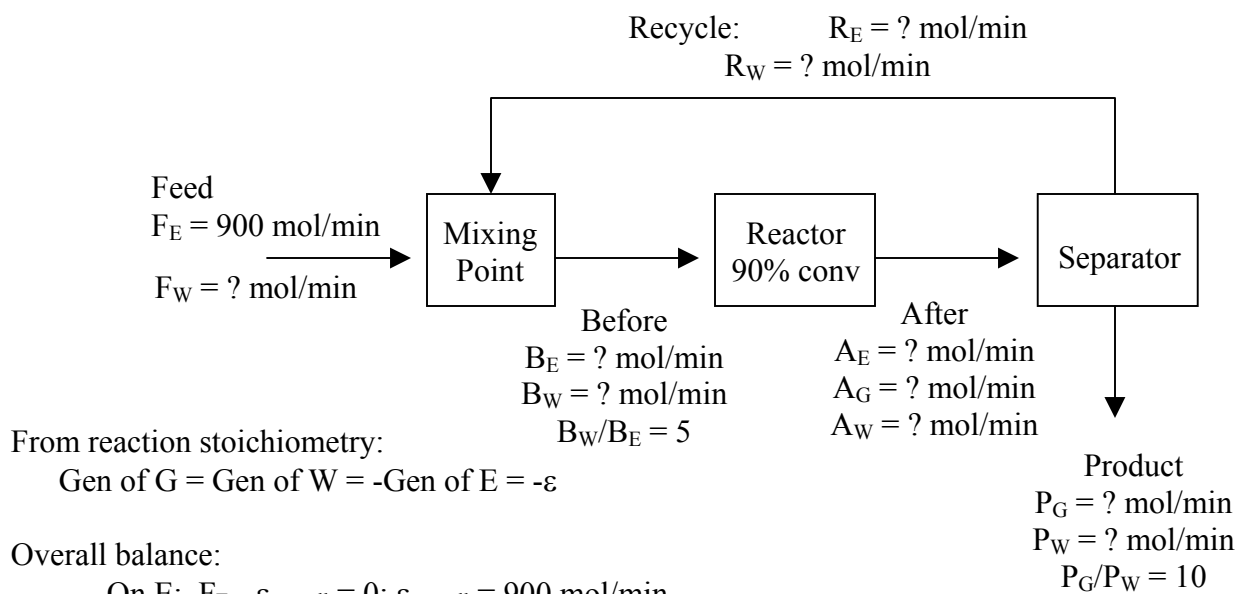 Recycle: R_E = ? mol/min
R_W = ? mol/min
Feed
F_E = 900 mol/min
F_W = ? mol/min
Mixing
Point
Reactor
90% conv
Separator
Before
B_E = ? mol/min
B_W = ? mol/min
B_W/B_E = 5
After
A_E = ? mol/min
A_G = ? mol/min
A_W = ? mol/min
Product
P_G = ? mol/min
P_W = ? mol/min
P_G/P_W = 10
From reaction stoichiometry:
Gen of G = Gen of W = -Gen of E = -ε
Overall balance: